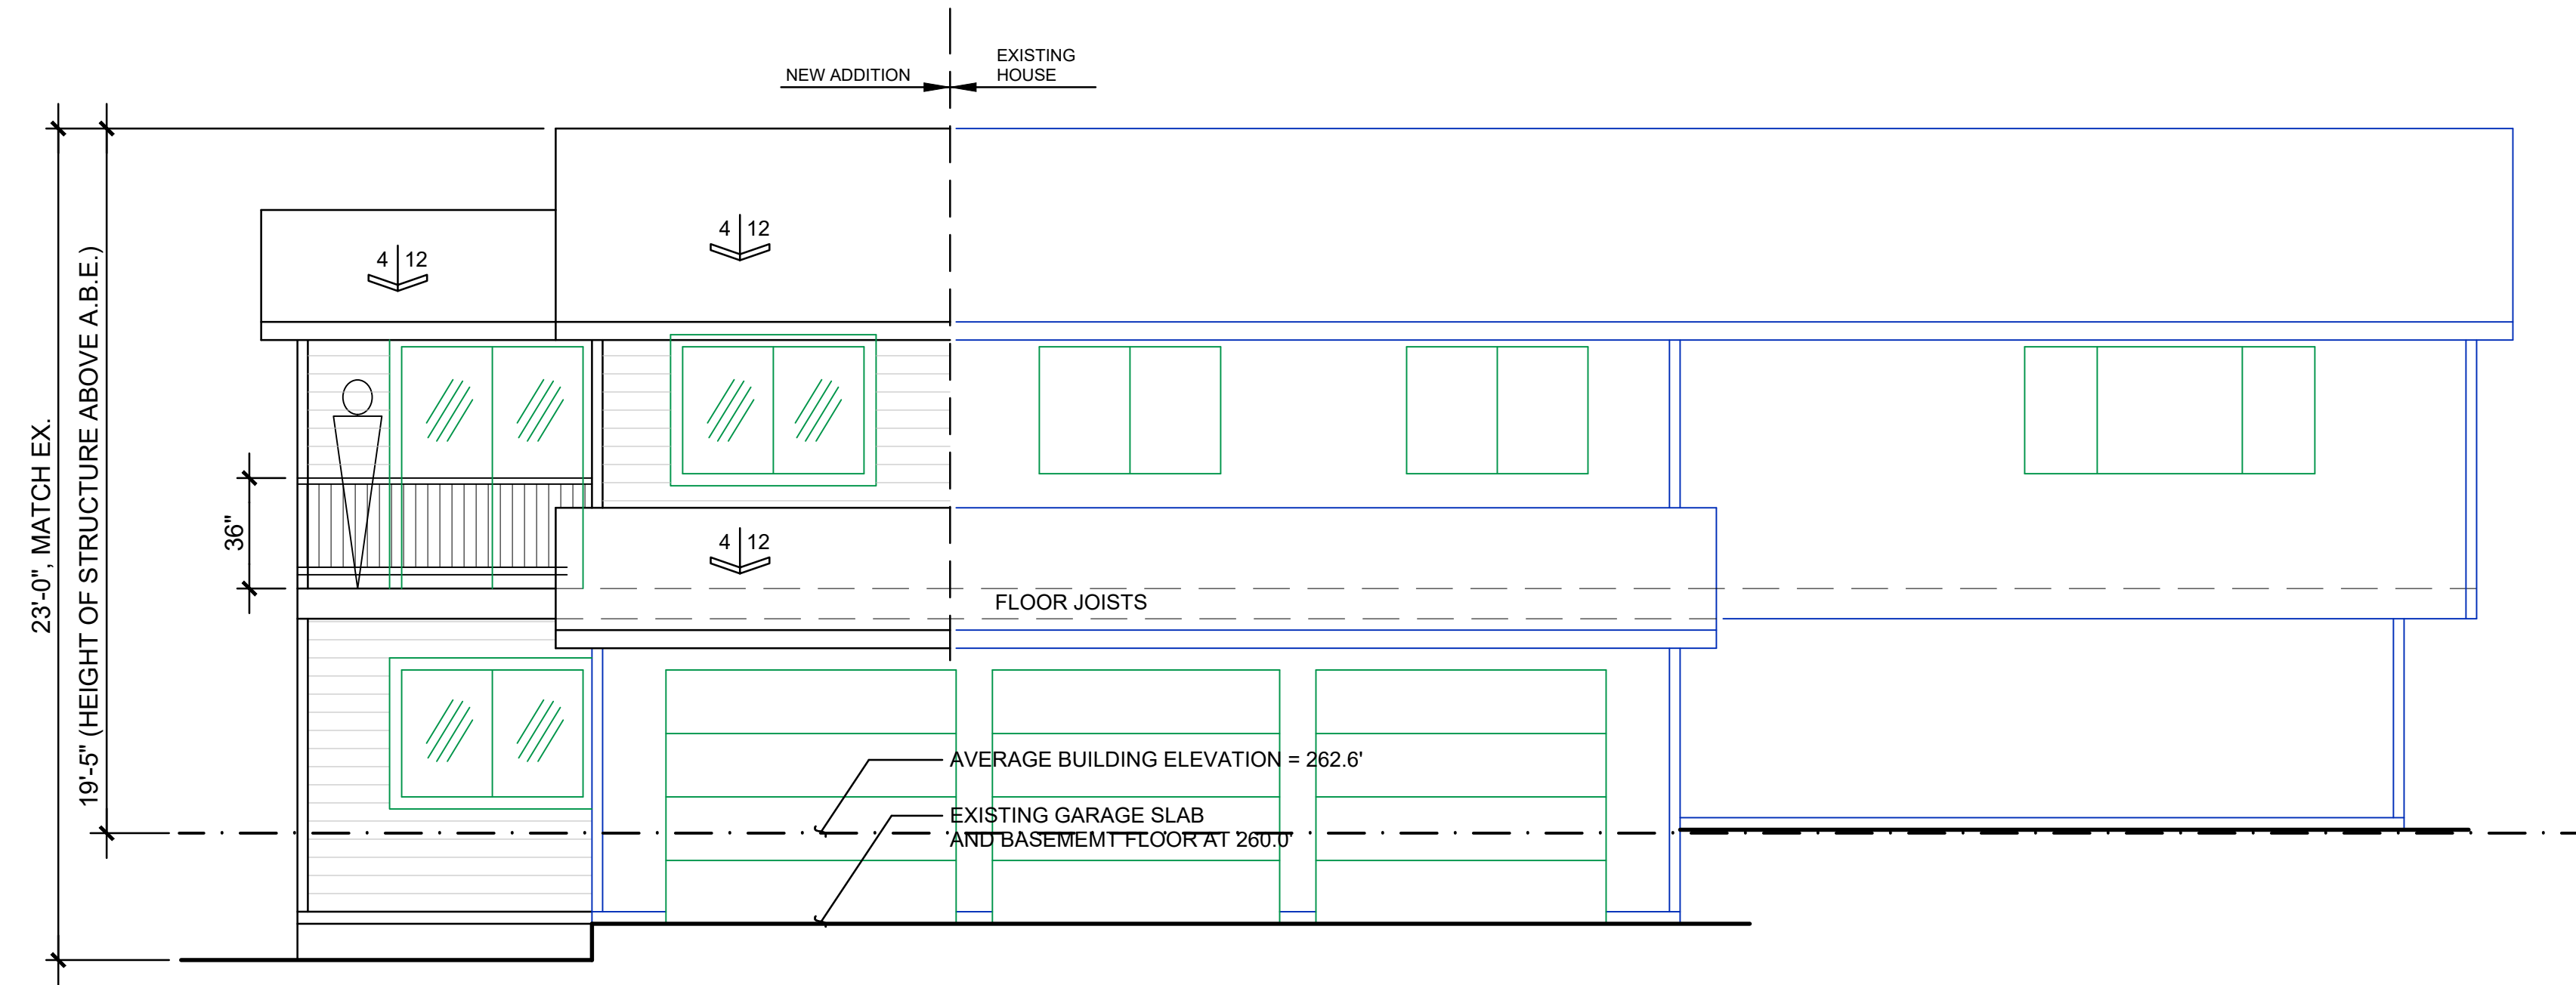 NEW ADDITION
EXISTING
HOUSE
4 12
4 12
23'-0", MATCH EX.
19'-5" (HEIGHT OF STRUCTURE ABOVE A.B.E.)
36"
4 12
FLOOR JOISTS
AVERAGE BUILDING ELEVATION = 262.6'
EXISTING GARAGE SLAB
AND BASEMEMT FLOOR AT 260.0'